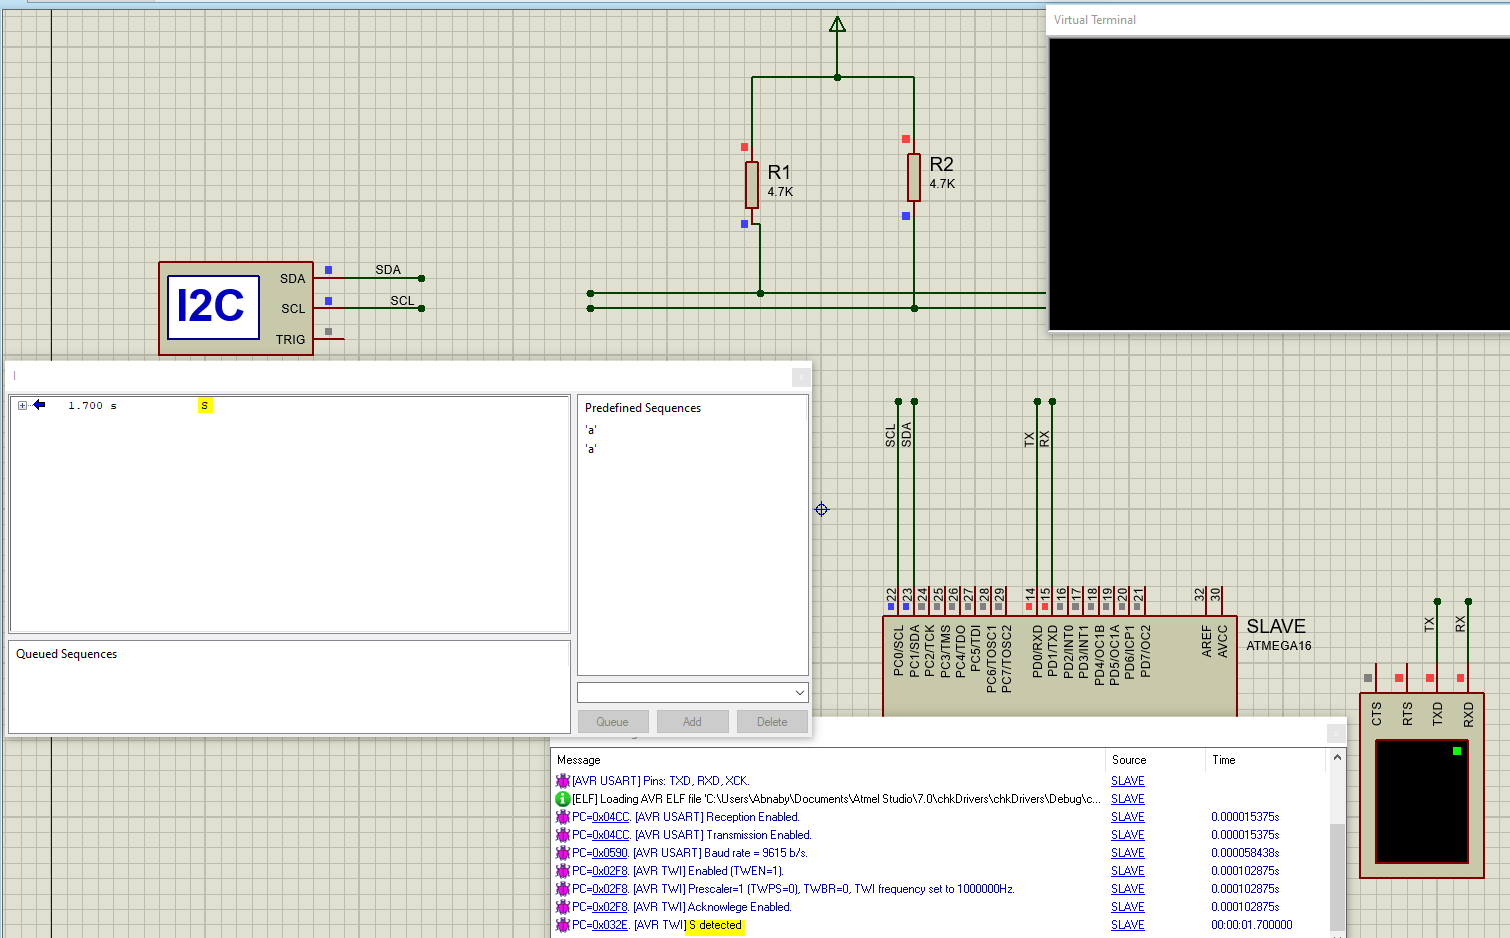 Virtual Terminal
R1
4.7K
R2
4.7K
I2C
SDA
SCL
TRIG
SDA
SCL
1.700 s
S
Predefined Sequences
'a'
'a'
Queued Sequences
Queue
Add
Delete
SCL
SDA
TX
RX
22
23
24
25
26
27
28
29
14
15
16
17
18
19
20
21
32
30
PC0/SCL
PC1/SDA
PC2/TCK
PC3/TMS
PC4/TDO
PC5/TDI
PC6/TOSC1
PC7/TOSC2
PD0/RXD
PD1/TXD
PD2/INT0
PD3/INT1
PD4/OC1B
PD5/OC1A
PD6/ICP1
PD7/OC2
AREF
AVCC
SLAVE
ATMEGA16
TX
RX
CTS
RTS
TXD
RXD
Message Source Time
[AVR USART] Pins: TXD, RXD, XCK. SLAVE
[ELF] Loading AVR ELF file 'C:\Users\Abnaby\Documents\Atmel Studio\7.0\chkDrivers\chkDrivers\Debug\c... SLAVE
PC=0x04CC. [AVR USART] Reception Enabled. SLAVE 0.000015375s
PC=0x04CC. [AVR USART] Transmission Enabled. SLAVE 0.000015375s
PC=0x0590. [AVR USART] Baud rate = 9615 b/s. SLAVE 0.000058438s
PC=0x02F8. [AVR TWI] Enabled (TWEN=1). SLAVE 0.000102875s
PC=0x02F8. [AVR TWI] Prescaler=1 (TWPS=0), TWBR=0, TWI frequency set to 1000000Hz. SLAVE 0.000102875s
PC=0x02F8. [AVR TWI] Acknowlege Enabled. SLAVE 0.000102875s
PC=0x032E. [AVR TWI] S detected SLAVE 00:00:01.700000